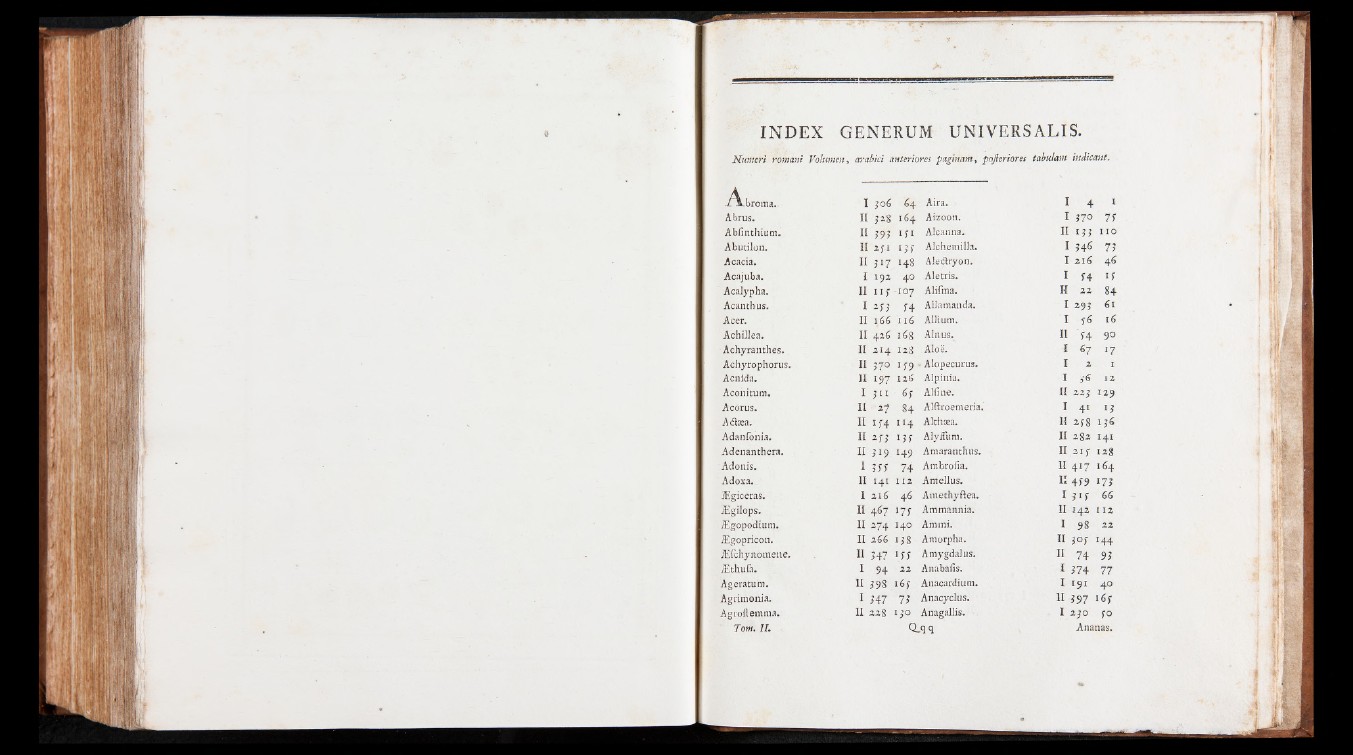 INDEX GENERUM UNIVERSALIS.
Numeri romani Volumen, arabici anteriores paginam, poſteriores tabulam indicant.
Abroma. I 306 64
Abrus. II 328 164
Abſinthium. II 393 151
Abutilon. II 251 135
Acacia. II 317 148
Acajuba. I 192 40
Acalypha. II 115 107
Acanthus. I 253 54
Acer. II 166 116
Achillea. II 426 168
Achyranthes. II 214 128
Achyrophorus. II 370 159
Acnida. II 197 126
Aconitum. I 311 65
Acorus. II 27 84
Actæa. II 154 114
Adanſonia. II 253 135
Adenanthera. II 319 149
Adonis. I 355 74
Adoxa. II 141 112
Ægiceras. I 216 46
Ægilops. II 467 175
Ægopodium. II 274 140
Ægopricon. II 266 138
Æſchynomene. II 347 155
Æthuſa. I 94 22
Ageratum. II 398 165
Agrimonia. I 347 73
Agroſtemma. II 228 130
Aira. I 4 1
Aizoon. I 370 75
Alcanna. II 133 110
Alchemilla. I 346 73
Alectryon. I 216 46
Aletris. I 54 15
Aliſma. II 22 84
Allamanda. I 293 61
Allium. I 56 16
Alnus. II 54 90
Aloë. I 67 17
Alopecurus. I 2 1
Alpinia. I 36 12
Alſine. II 223 129
Alſtroemeria. I 41 13
Althæa. II 258 136
Alyſſum. II 282 141
Amaranthus. II 215 128
Ambroſia. II 417 164
Amellus. II 459 173
Amethyſtea. I 315 66
Ammannia. II 142 112
Ammi. I 98 22
Amorpha. II 305 144
Amygdalus. II 74 93
Anabaſis. I 374 77
Anacardium. I 191 40
Anacyclus. II 397 165
Anagallis. I 230 50
Tom. II. Qqq Ananas.